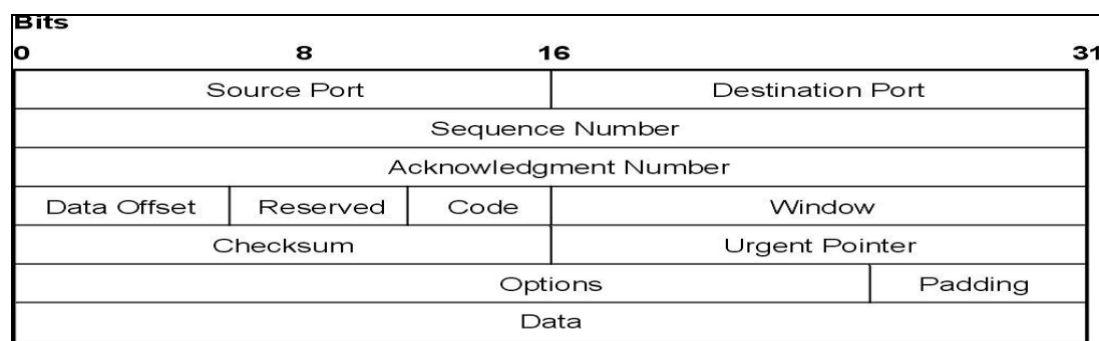 Bits
0 8 16 31
Source Port Destination Port
Sequence Number
Acknowledgment Number
Data Offset Reserved Code Window
Checksum Urgent Pointer
Options Padding
Data